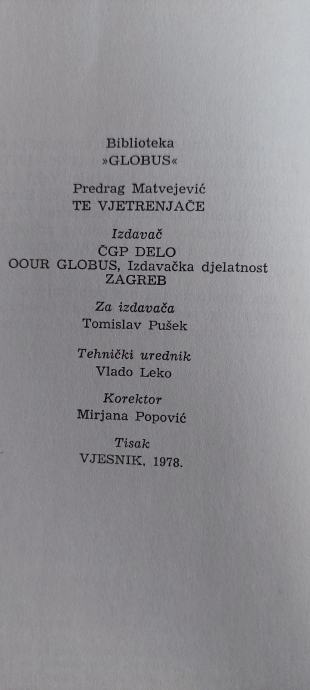 Biblioteka
»GLOBUS«
Predrag Matvejević
TE VJETRENJAČE
Izdavač
ČGP DELO
OOUR GLOBUS, Izdavačka djelatnost
ZAGREB
Za izdavača
Tomislav Pušek
Tehnički urednik
Vlado Leko
Korektor
Mirjana Popović
Tisak
VJESNIK, 1978.